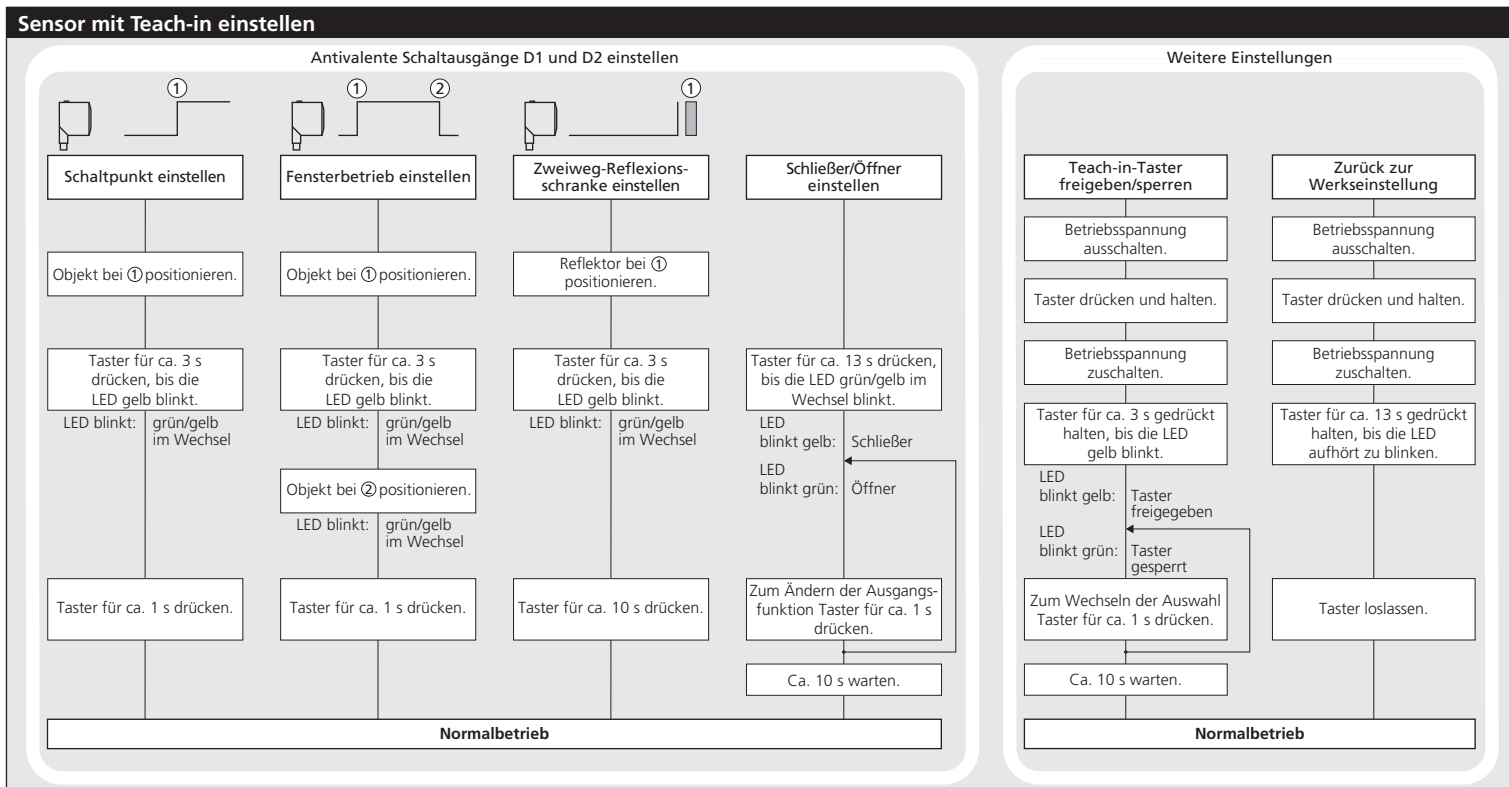 Sensor mit Teach-in einstellen
Antivalente Schaltausgänge D1 und D2 einstellen
①
① ②
①
Schaltpunkt einstellen
Objekt bei ① positionieren.
Taster für ca. 3 s
drücken, bis die
LED gelb blinkt.
LED blinkt: grün/gelb
im Wechsel
Taster für ca. 1 s drücken.
Fensterbetrieb einstellen
Objekt bei ① positionieren.
Taster für ca. 3 s
drücken, bis die
LED gelb blinkt.
LED blinkt: grün/gelb
im Wechsel
Objekt bei ② positionieren.
LED blinkt: grün/gelb
im Wechsel
Taster für ca. 1 s drücken.
Zweiweg-Reflexions-
schranke einstellen
Reflektor bei ①
positionieren.
Taster für ca. 3 s
drücken, bis die
LED gelb blinkt.
LED blinkt: grün/gelb
im Wechsel
Taster für ca. 10 s drücken.
Schließer/Öffner
einstellen
Taster für ca. 13 s drücken,
bis die LED grün/gelb im
Wechsel blinkt.
LED
blinkt gelb: Schließer
LED
blinkt grün: Öffner
Zum Ändern der Ausgangs-
funktion Taster für ca. 1 s
drücken.
Ca. 10 s warten.
Normalbetrieb
Weitere Einstellungen
Teach-in-Taster
freigeben/sperren
Betriebsspannung
ausschalten.
Taster drücken und halten.
Betriebsspannung
zuschalten.
Taster für ca. 3 s gedrückt
halten, bis die LED
gelb blinkt.
LED
blinkt gelb: Taster
freigegeben
LED
blinkt grün: Taster
gesperrt
Zum Wechseln der Auswahl
Taster für ca. 1 s drücken.
Ca. 10 s warten.
Zurück zur
Werkseinstellung
Betriebsspannung
ausschalten.
Taster drücken und halten.
Betriebsspannung
zuschalten.
Taster für ca. 13 s gedrückt
halten, bis die LED
aufhört zu blinken.
Taster loslassen.
Normalbetrieb